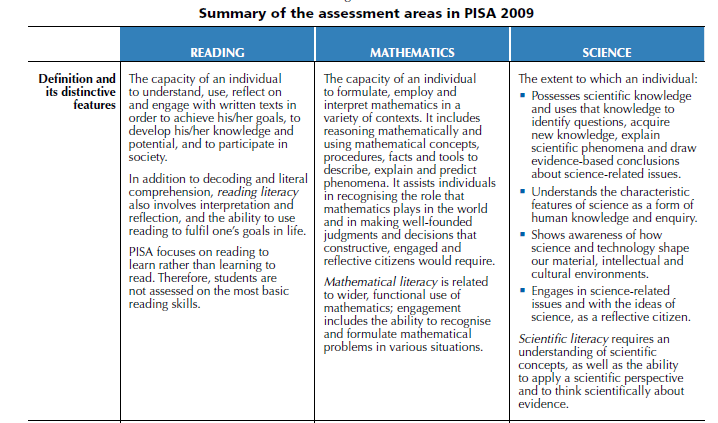 Summary of the assessment areas in PISA 2009
READING
MATHEMATICS
SCIENCE
Definition and
its distinctive
features
The capacity of an individual
to understand, use, reflect on
and engage with written texts in
order to achieve his/her goals, to
develop his/her knowledge and
potential, and to participate in
society.
In addition to decoding and literal
comprehension, reading literacy
also involves interpretation and
reflection, and the ability to use
reading to fulfil one's goals in life.
PISA focuses on reading to
learn rather than learning to
read. Therefore, students are
not assessed on the most basic
reading skills.
The capacity of an individual
to formulate, employ and
interpret mathematics in a
variety of contexts. It includes
reasoning mathematically and
using mathematical concepts,
procedures, facts and tools to
describe, explain and predict
phenomena. It assists individuals
in recognising the role that
mathematics plays in the world
and in making well-founded
judgments and decisions that
constructive, engaged and
reflective citizens would require.
Mathematical literacy is related
to wider, functional use of
mathematics; engagement
includes the ability to recognise
and formulate mathematical
problems in various situations.
The extent to which an individual:
▪ Possesses scientific knowledge
and uses that knowledge to
identify questions, acquire
new knowledge, explain
scientific phenomena and draw
evidence-based conclusions
about science-related issues.
▪ Understands the characteristic
features of science as a form of
human knowledge and enquiry.
▪ Shows awareness of how
science and technology shape
our material, intellectual and
cultural environments.
▪ Engages in science-related
issues and with the ideas of
science, as a reflective citizen.
Scientific literacy requires an
understanding of scientific
concepts, as well as the ability
to apply a scientific perspective
and to think scientifically about
evidence.